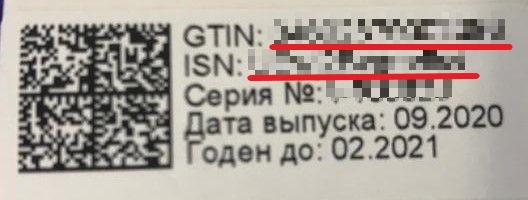 GTIN:
ISN:
Серия №:
Дата выпуска: 09.2020
Годен до: 02.2021